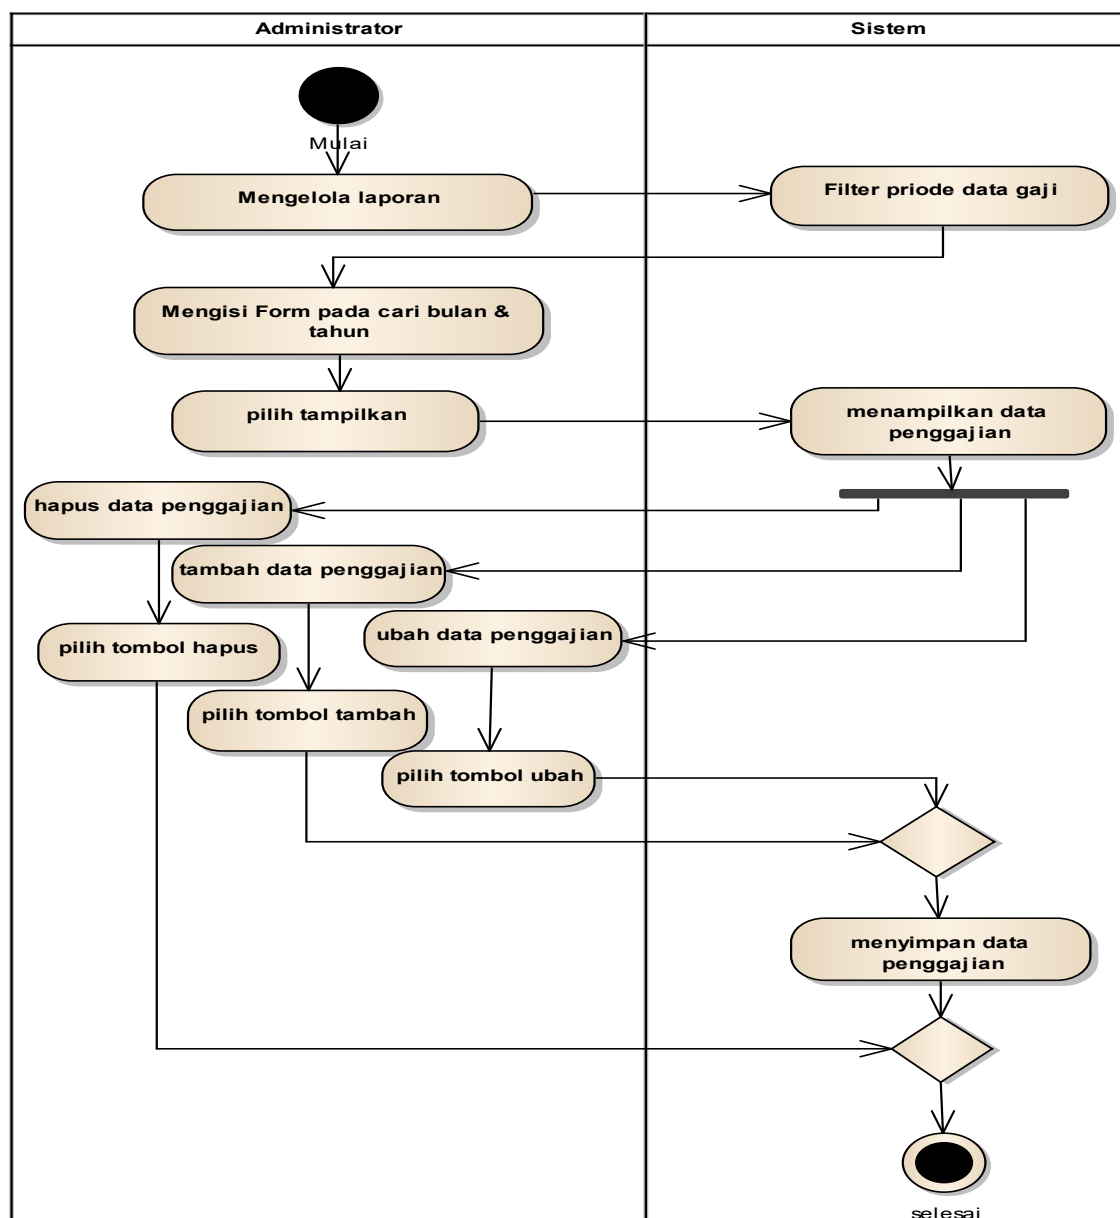 Administrator
Sistem
Mulai
Mengelola laporan
Filter priode data gaji
Mengisi Form pada cari bulan &
tahun
pilih tampilkan
menampilkan data
penggajian
hapus data penggajian
tambah data penggajian
ubah data penggajian
pilih tombol hapus
pilih tombol tambah
pilih tombol ubah
menyimpan data
penggajian
selesai